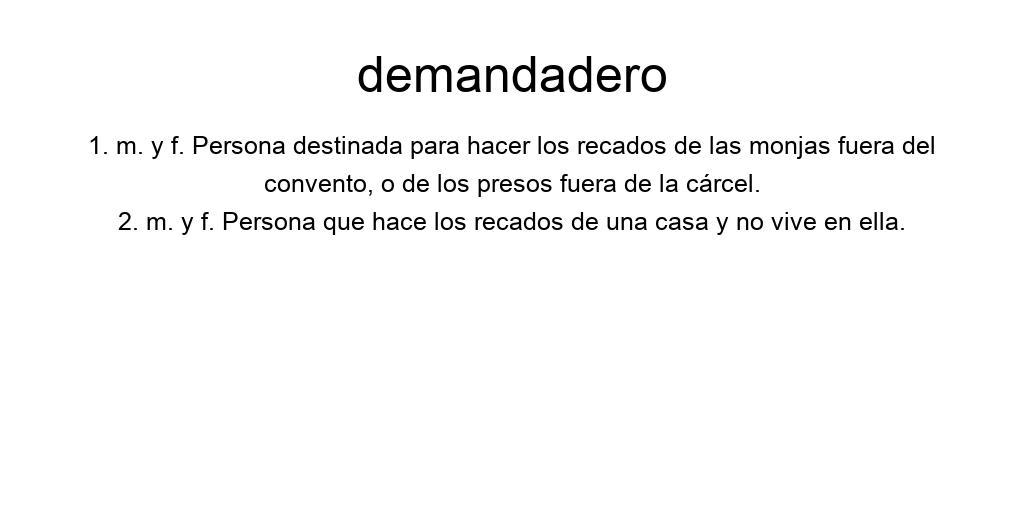 demandadero
1. m. y f. Persona destinada para hacer los recados de las monjas fuera del
convento, o de los presos fuera de la cárcel.
2. m. y f. Persona que hace los recados de una casa y no vive en ella.